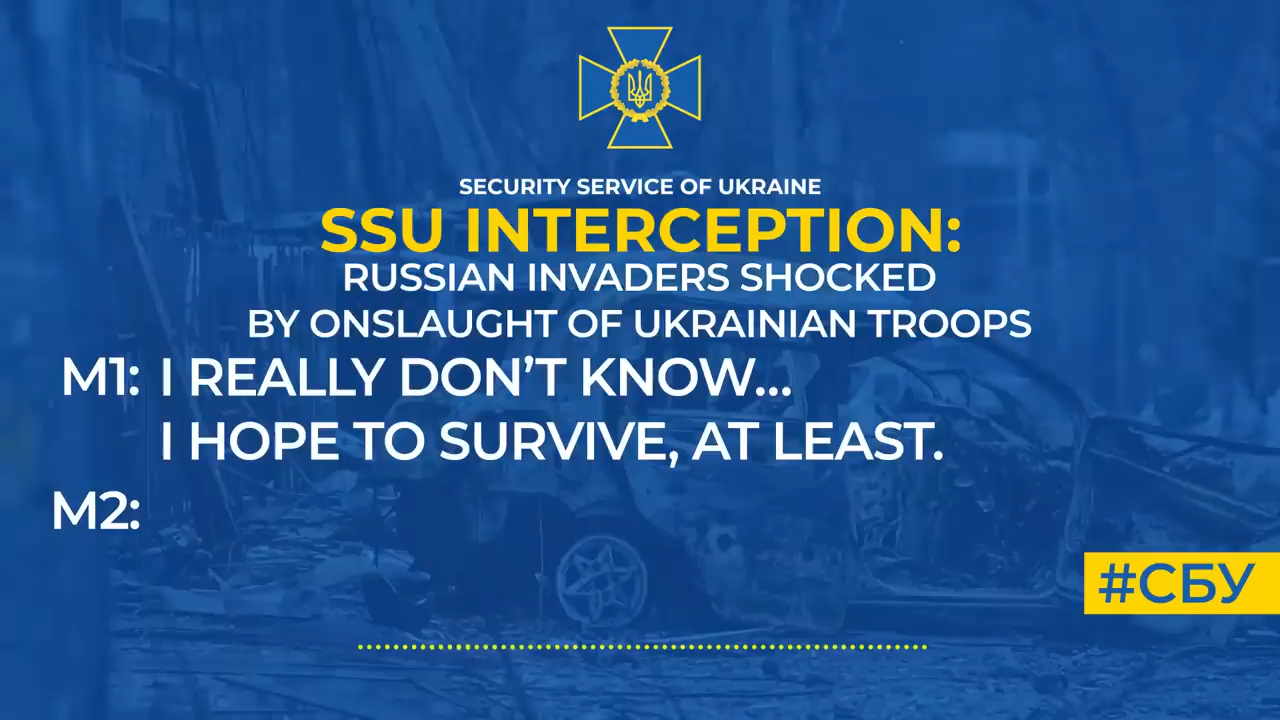 SECURITY SERVICE OF UKRAINE
SSU INTERCEPTION:
RUSSIAN INVADERS SHOCKED
BY ONSLAUGHT OF UKRAINIAN TROOPS
M1: I REALLY DON’T KNOW...
I HOPE TO SURVIVE, AT LEAST.
M2:
#СБУ